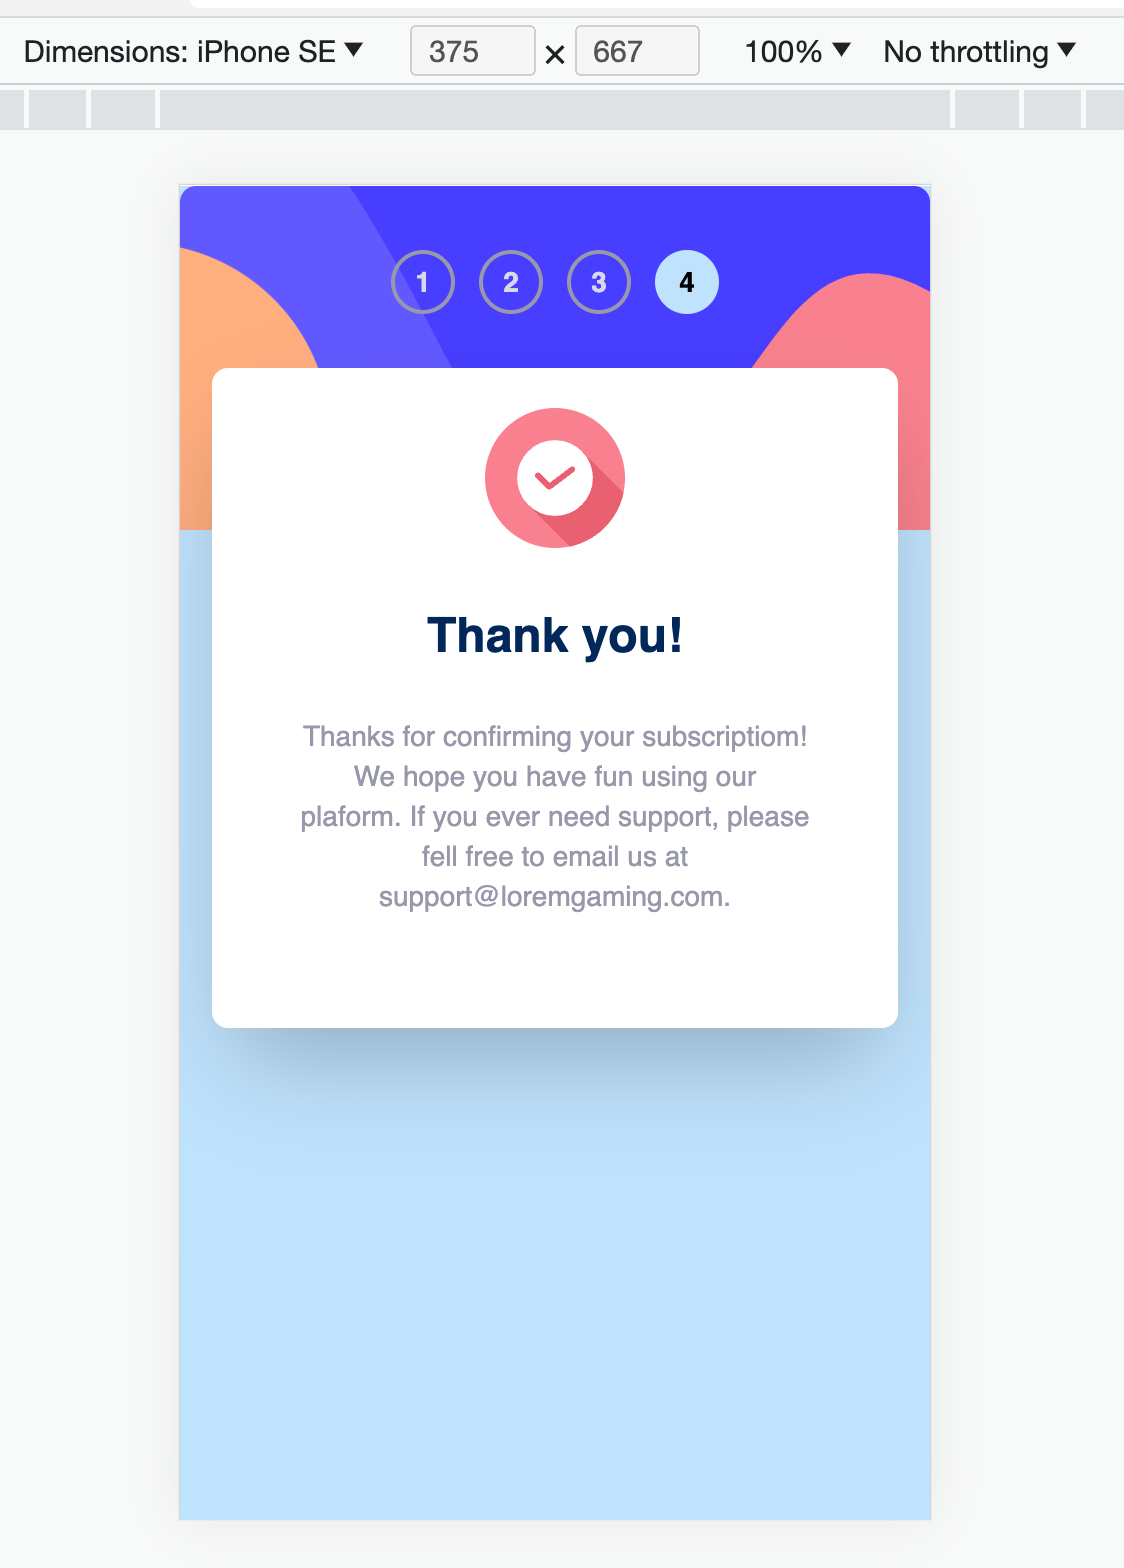 Dimensions: iPhone SE ▼ 375 × 667 100% ▼ No throttling ▼
1 2 3 4
Thank you!
Thanks for confirming your subscriptiom!
We hope you have fun using our
plaform. If you ever need support, please
fell free to email us at
support@loremgaming.com.